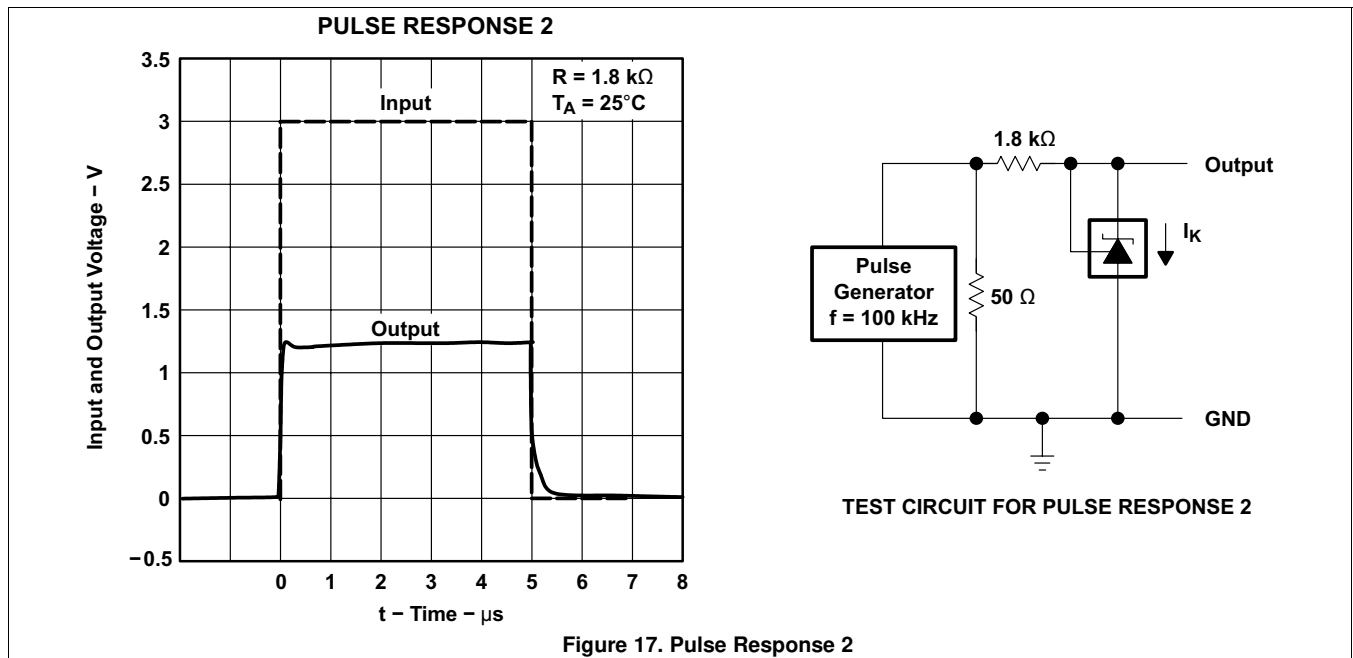 PULSE RESPONSE 2
R = 1.8 kΩ
T_A = 25°C
Input
Output
Input and Output Voltage − V
3.5
3
2.5
2
1.5
1
0.5
0
−0.5
0 1 2 3 4 5 6 7 8
t − Time − μs
1.8 kΩ
Output
I_K
Pulse
Generator
f = 100 kHz
50 Ω
GND
TEST CIRCUIT FOR PULSE RESPONSE 2
Figure 17. Pulse Response 2